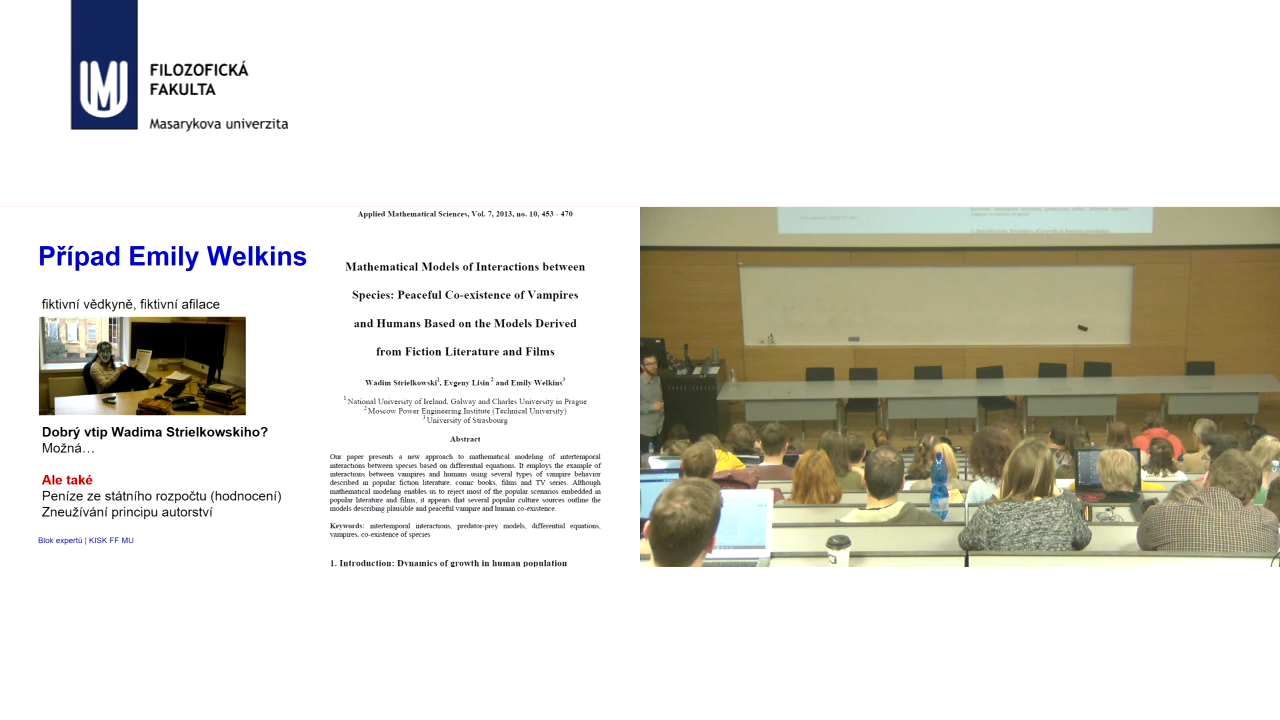 FILOZOFICKÁ
FAKULTA
Masarykova univerzita
Případ Emily Welkins
fiktivní vědkyně, fiktivní afilace
Dobrý vtip Wadima Strielkowskiho?
Možná…
Ale také
Peníze ze státního rozpočtu (hodnocení)
Zneužívání principu autorství
Blok expertů | KISK FF MU
Applied Mathematical Sciences, Vol. 7, 2013, no. 10, 453 - 470
Mathematical Models of Interactions between
Species: Peaceful Co-existence of Vampires
and Humans Based on the Models Derived
from Fiction Literature and Films
Wadim Strielkowski1, Evgeny Lisin2 and Emily Welkins3
1 National University of Ireland, Galway and Charles University in Prague
2 Moscow Power Engineering Institute (Technical University)
3 University of Strasbourg
Abstract
Our paper presents a new approach to mathematical modeling of intertemporal
interactions between species based on differential equations. It employs the example of
interactions between vampires and humans using several types of vampire behavior
described in popular fiction literature, comic books, films and TV series. Although
mathematical modeling enables us to reject most of the popular scenarios embedded in
popular literature and films, it appears that several popular culture sources outline the
models describing plausible and peaceful vampire and human co-existence.
Keywords: intertemporal interactions, predator-prey models, differential equations,
vampires, co-existence of species
1. Introduction: Dynamics of growth in human population